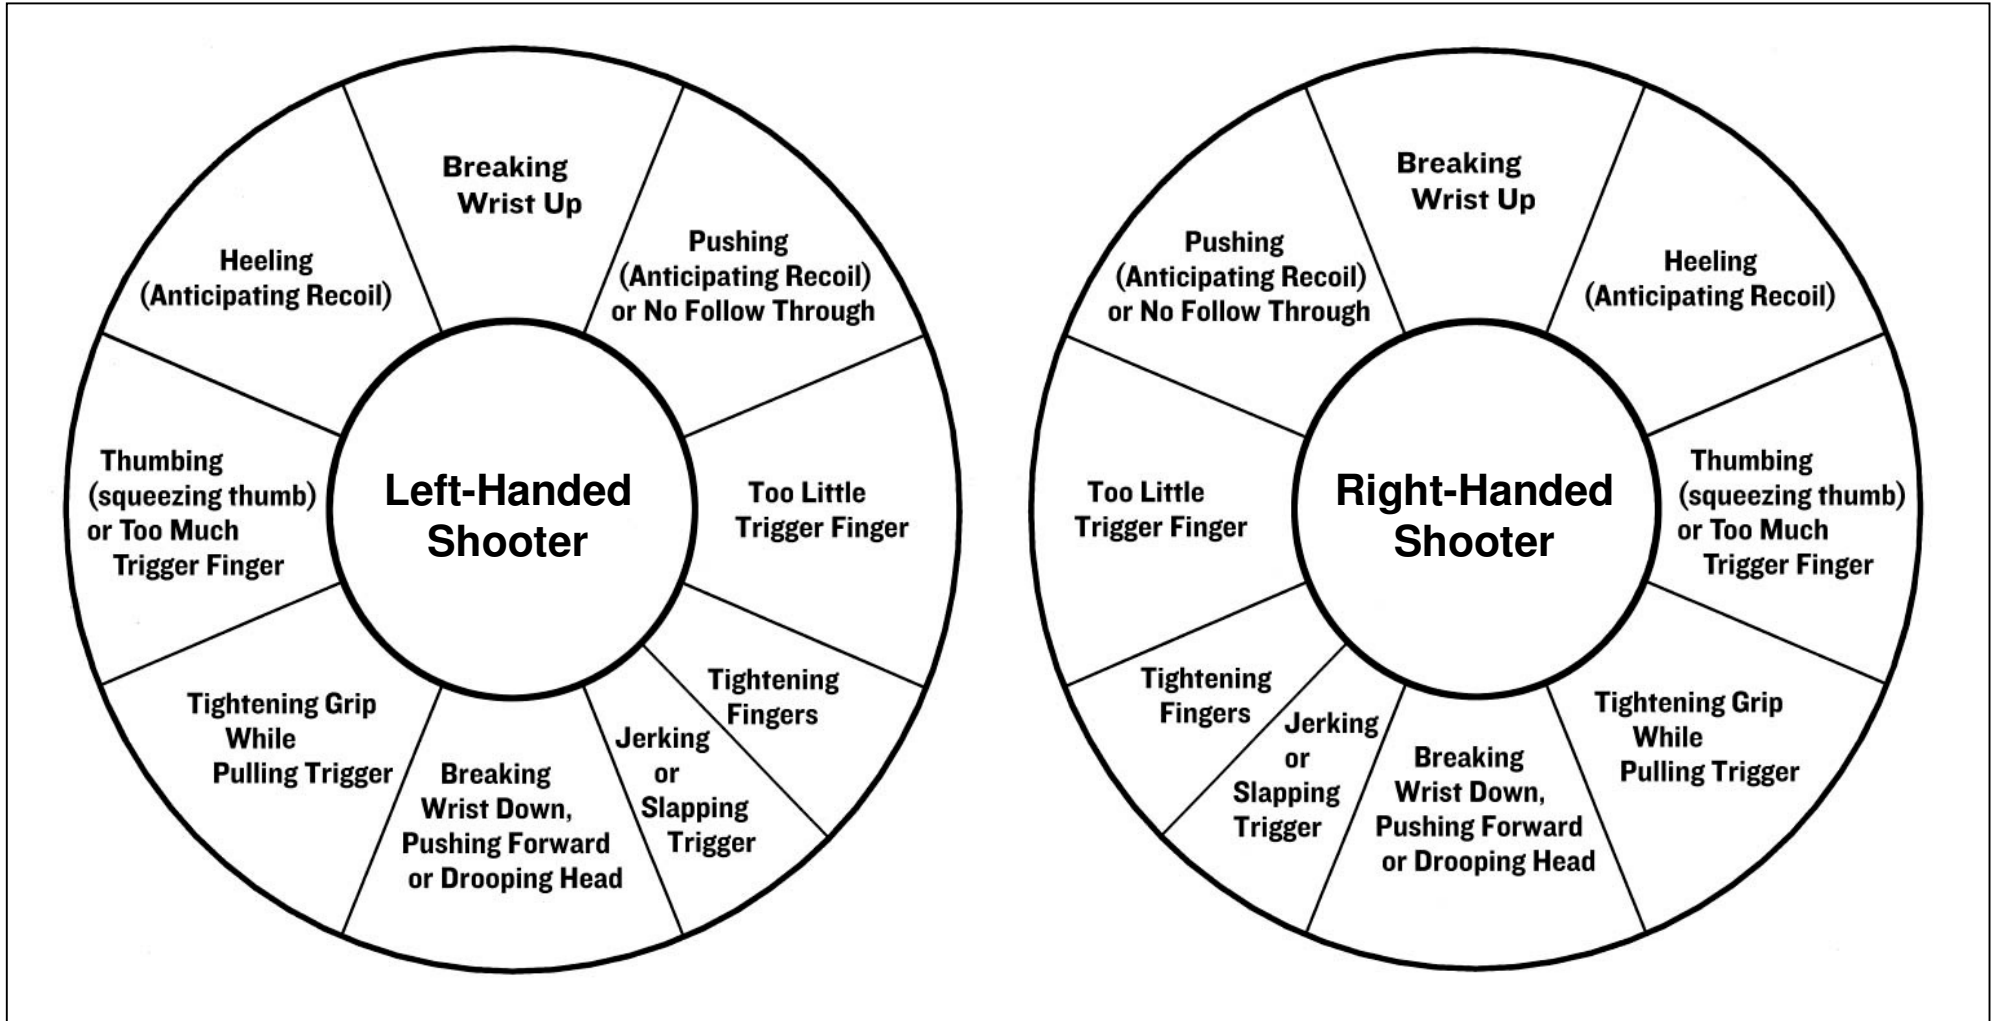 Breaking
Wrist Up
Pushing
(Anticipating Recoil)
or No Follow Through
Too Little
Trigger Finger
Tightening
Fingers
Jerking
or
Slapping
Trigger
Breaking
Wrist Down,
Pushing Forward
or Drooping Head
Tightening Grip
While
Pulling Trigger
Thumbing
(squeezing thumb)
or Too Much
Trigger Finger
Heeling
(Anticipating Recoil)
Left-Handed
Shooter
Breaking
Wrist Up
Heeling
(Anticipating Recoil)
Thumbing
(squeezing thumb)
or Too Much
Trigger Finger
Tightening Grip
While
Pulling Trigger
Breaking
Wrist Down,
Pushing Forward
or Drooping Head
Jerking
or
Slapping
Trigger
Tightening
Fingers
Too Little
Trigger Finger
Pushing
(Anticipating Recoil)
or No Follow Through
Right-Handed
Shooter